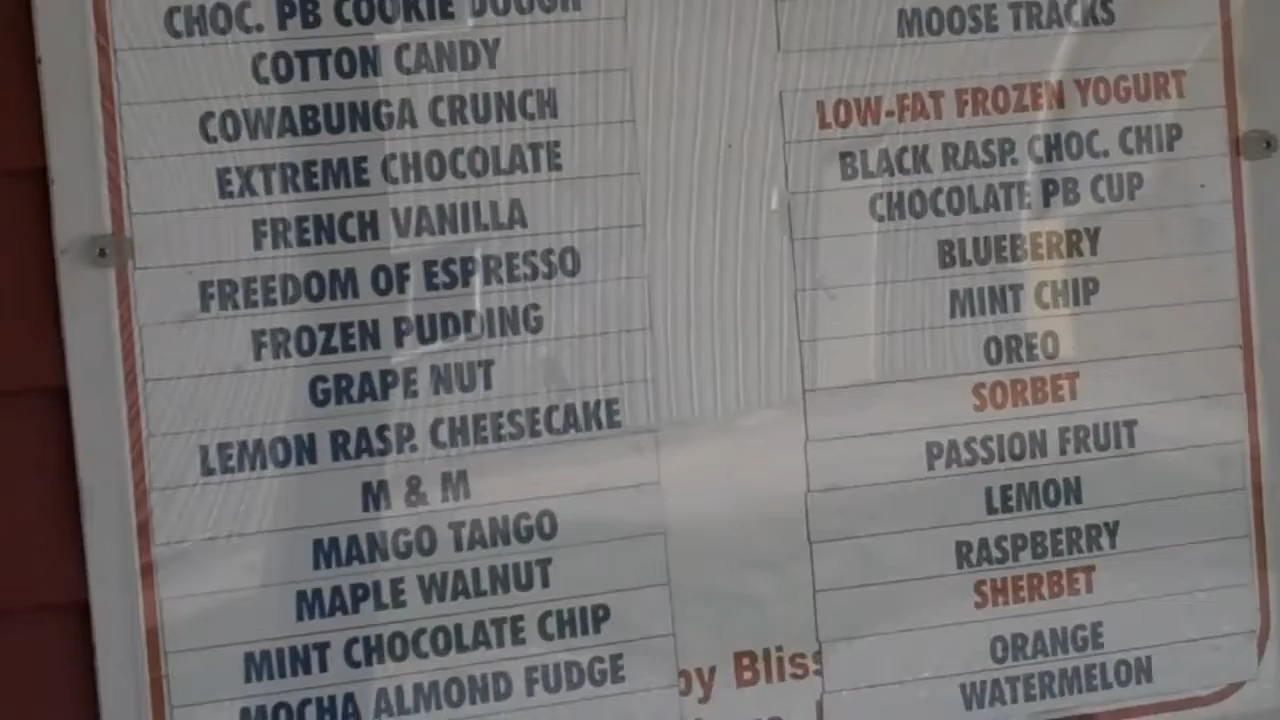 CHOC. PB COOKIE DOUGH
COTTON CANDY
COWABUNGA CRUNCH
EXTREME CHOCOLATE
FRENCH VANILLA
FREEDOM OF ESPRESSO
FROZEN PUDDING
GRAPE NUT
LEMON RASP. CHEESECAKE
M & M
MANGO TANGO
MAPLE WALNUT
MINT CHOCOLATE CHIP
MOCHA ALMOND FUDGE
MOOSE TRACKS
LOW-FAT FROZEN YOGURT
BLACK RASP. CHOC. CHIP
CHOCOLATE PB CUP
BLUEBERRY
MINT CHIP
OREO
SORBET
PASSION FRUIT
LEMON
RASPBERRY
SHERBET
ORANGE
WATERMELON
by Bliss